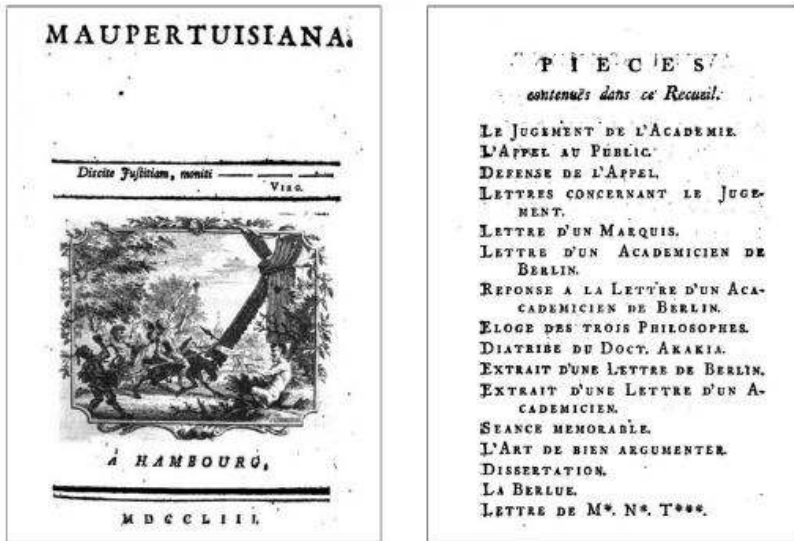 MAUPERTUISIANA.
Discite Justitiam, moniti
VIRG.
À HAMBOURG,
MDCCLIII.
PIECES
contenuës dans ce Recueil.
LE JUGEMENT DE L'ACADEMIE.
L'APPEL AU PUBLIC.
DEFENSE DE L'APPEL.
LETTRES CONCERNANT LE JUGE-
MENT.
LETTRE D'UN MARQUIS.
LETTRE D'UN ACADEMICIEN DE
BERLIN.
REPONSE A LA LETTRE D'UN ACA-
CADEMICIEN DE BERLIN.
ELOGE DES TROIS PHILOSOPHES.
DIATRIBE DU DOCT. AKAKIA.
EXTRAIT D'UNE LETTRE DE BERLIN.
EXTRAIT D'UNE LETTRE D'UN A-
CADEMICIEN.
SEANCE MEMORABLE.
L'ART DE BIEN ARGUMENTER.
DISSERTATION.
LA BERLUE.
LETTRE DE M*. N*. T***.